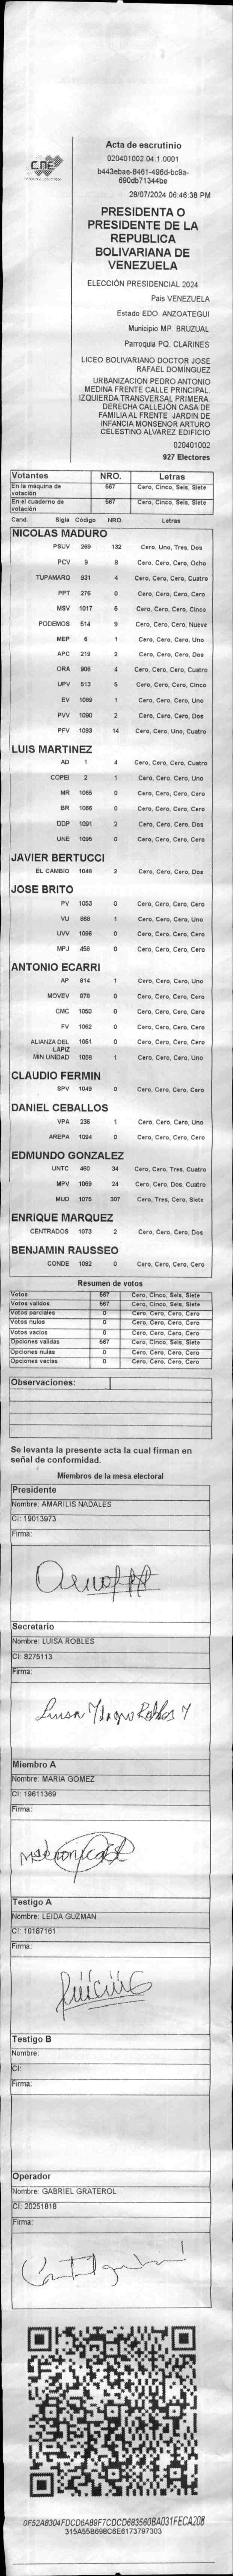 CNE
Acta de escrutinio
020401002.04.1.0001
b443ebae-8461-496d-bc9a-
690db71344be
28/07/2024 06:46:38 PM
PRESIDENTA O
PRESIDENTE DE LA
REPUBLICA
BOLIVARIANA DE
VENEZUELA
ELECCIÓN PRESIDENCIAL 2024
País VENEZUELA
Estado EDO. ANZOATEGUI
Municipio MP. BRUZUAL
Parroquia PQ. CLARINES
LICEO BOLIVARIANO DOCTOR JOSE
RAFAEL DOMÍNGUEZ
URBANIZACION PEDRO ANTONIO
MEDINA FRENTE CALLE PRINCIPAL.
IZQUIERDA TRANSVERSAL PRIMERA.
DERECHA CALLEJÓN CASA DE
FAMILIA AL FRENTE JARDIN DE
INFANCIA MONSENOR ARTURO
CELESTINO ALVAREZ EDIFICIO
020401002
927 Electores
Votantes NRO. Letras
En la máquina de votación 567 Cero, Cinco, Seis, Siete
En el cuaderno de votación 567 Cero, Cinco, Seis, Siete
Cand. Sigla Código NRO. Letras
NICOLAS MADURO
PSUV 269 132 Cero, Uno, Tres, Dos
PCV 9 8 Cero, Cero, Cero, Ocho
TUPAMARO 931 4 Cero, Cero, Cero, Cuatro
PPT 276 0 Cero, Cero, Cero, Cero
MSV 1017 5 Cero, Cero, Cero, Cinco
PODEMOS 514 9 Cero, Cero, Cero, Nueve
MEP 6 1 Cero, Cero, Cero, Uno
APC 219 2 Cero, Cero, Cero, Dos
ORA 906 4 Cero, Cero, Cero, Cuatro
UPV 513 5 Cero, Cero, Cero, Cinco
EV 1089 1 Cero, Cero, Cero, Uno
PVV 1090 2 Cero, Cero, Cero, Dos
PFV 1093 14 Cero, Cero, Uno, Cuatro
LUIS MARTINEZ
AD 1 4 Cero, Cero, Cero, Cuatro
COPEI 2 1 Cero, Cero, Cero, Uno
MR 1065 0 Cero, Cero, Cero, Cero
BR 1066 0 Cero, Cero, Cero, Cero
DDP 1091 2 Cero, Cero, Cero, Dos
UNE 1095 0 Cero, Cero, Cero, Cero
JAVIER BERTUCCI
EL CAMBIO 1046 2 Cero, Cero, Cero, Dos
JOSE BRITO
PV 1053 0 Cero, Cero, Cero, Cero
VU 868 1 Cero, Cero, Cero, Uno
UVV 1096 0 Cero, Cero, Cero, Cero
MPJ 458 0 Cero, Cero, Cero, Cero
ANTONIO ECARRI
AP 814 1 Cero, Cero, Cero, Uno
MOVEV 878 0 Cero, Cero, Cero, Cero
CMC 1050 0 Cero, Cero, Cero, Cero
FV 1062 0 Cero, Cero, Cero, Cero
ALIANZA DEL LAPIZ 1051 0 Cero, Cero, Cero, Cero
MIN UNIDAD 1058 1 Cero, Cero, Cero, Uno
CLAUDIO FERMIN
SPV 1049 0 Cero, Cero, Cero, Cero
DANIEL CEBALLOS
VPA 236 1 Cero, Cero, Cero, Uno
AREPA 1094 0 Cero, Cero, Cero, Cero
EDMUNDO GONZALEZ
UNTC 460 34 Cero, Cero, Tres, Cuatro
MPV 1069 24 Cero, Cero, Dos, Cuatro
MUD 1075 307 Cero, Tres, Cero, Siete
ENRIQUE MARQUEZ
CENTRADOS 1073 2 Cero, Cero, Cero, Dos
BENJAMIN RAUSSEO
CONDE 1092 0 Cero, Cero, Cero, Cero
Resumen de votos
Votos 567 Cero, Cinco, Seis, Siete
Votos validos 567 Cero, Cinco, Seis, Siete
Votos parciales 0 Cero, Cero, Cero, Cero
Votos nulos 0 Cero, Cero, Cero, Cero
Votos vacios 0 Cero, Cero, Cero, Cero
Opciones validas 567 Cero, Cinco, Seis, Siete
Opciones nulas 0 Cero, Cero, Cero, Cero
Opciones vacias 0 Cero, Cero, Cero, Cero
Observaciones:
Se levanta la presente acta la cual firman en
señal de conformidad.
Miembros de la mesa electoral
Presidente
Nombre: AMARILIS NADALES
CI: 19013973
Firma:
Secretario
Nombre: LUISA ROBLES
CI: 8275113
Firma:
Luisa Robles
Miembro A
Nombre: MARIA GOMEZ
CI: 19611369
Firma:
Testigo A
Nombre: LEIDA GUZMAN
CI: 10187161
Firma:
Testigo B
Nombre:
CI:
Firma:
Operador
Nombre: GABRIEL GRATEROL
CI: 20251818
Firma:
0F52AB304FDCD6A89F7CDCD683560BA031FECA20B
315A55B698C6E6173797303